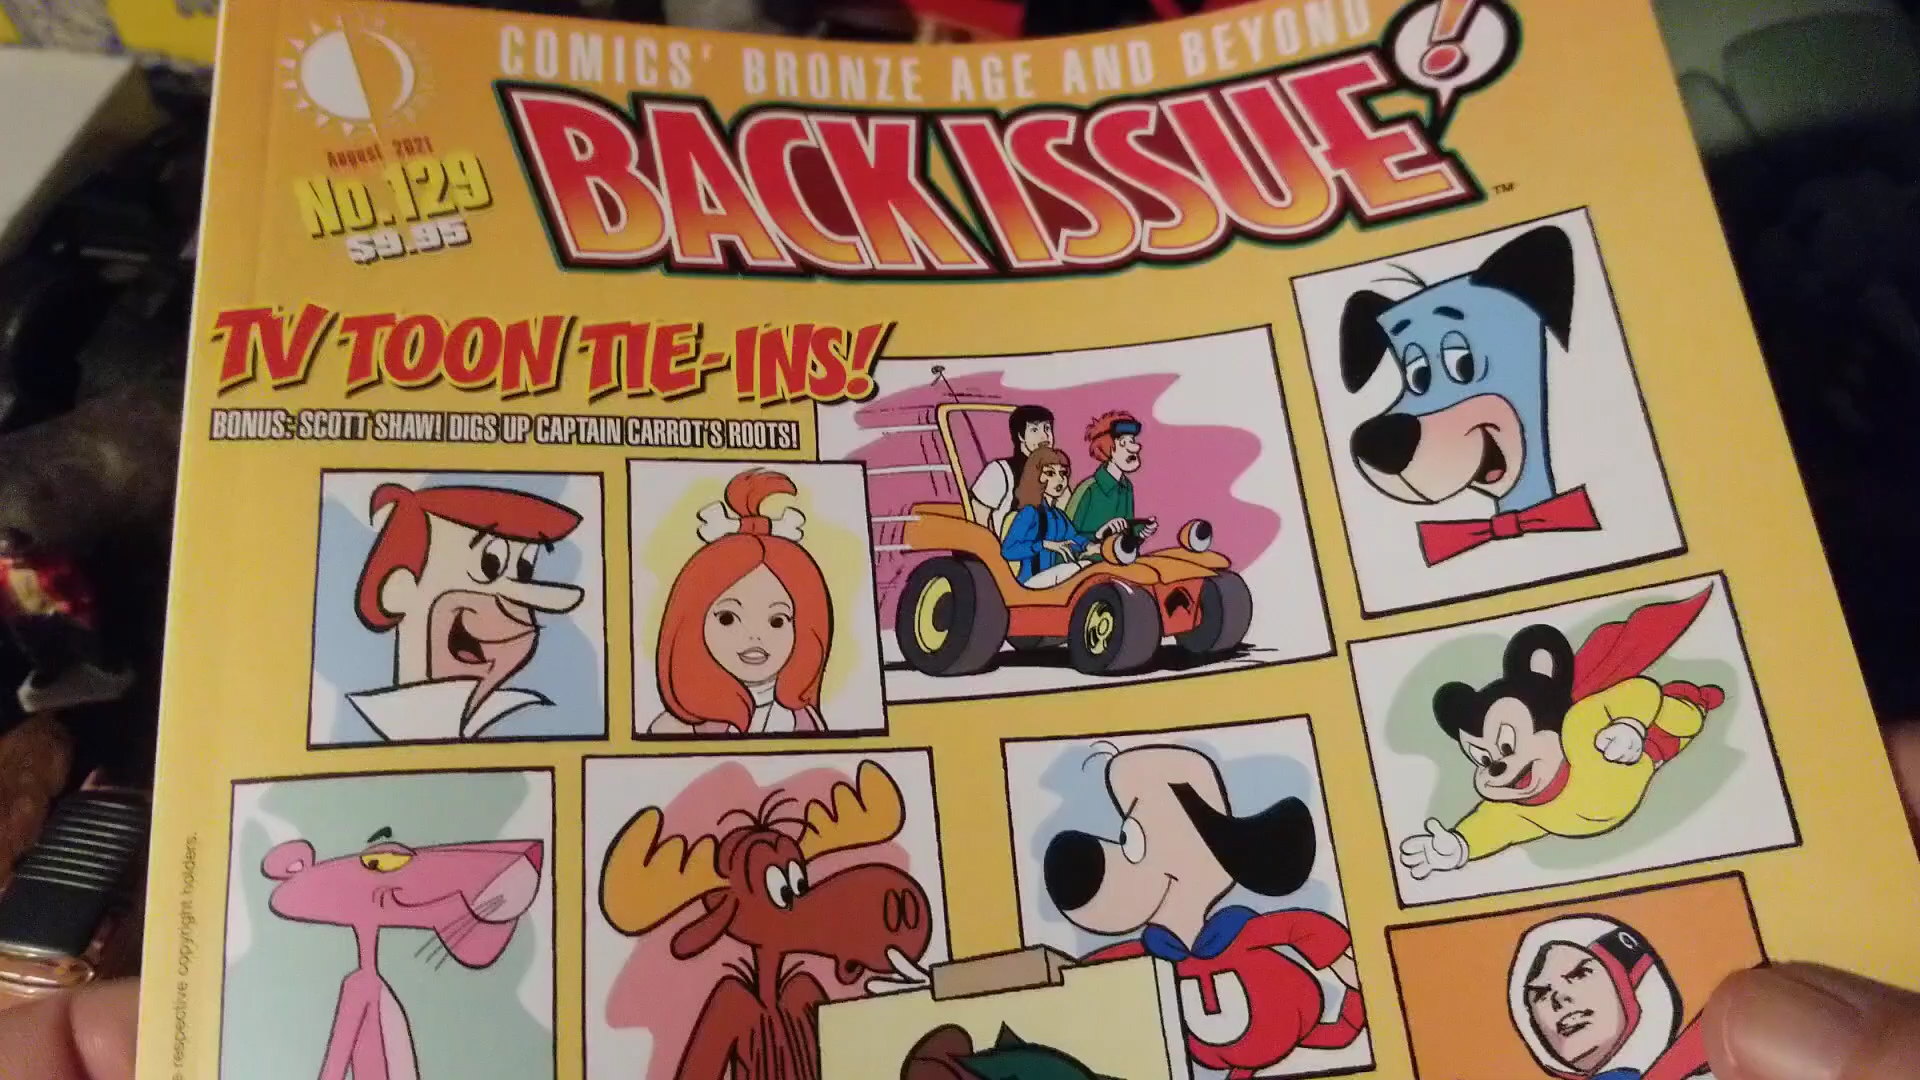 COMICS' BRONZE AGE AND BEYOND
BACK ISSUE!
TM
August 2021
No.129
$9.95
TV TOON TIE-INS!
BONUS: SCOTT SHAW! DIGS UP CAPTAIN CARROT'S ROOTS!
U
respective copyright holders.